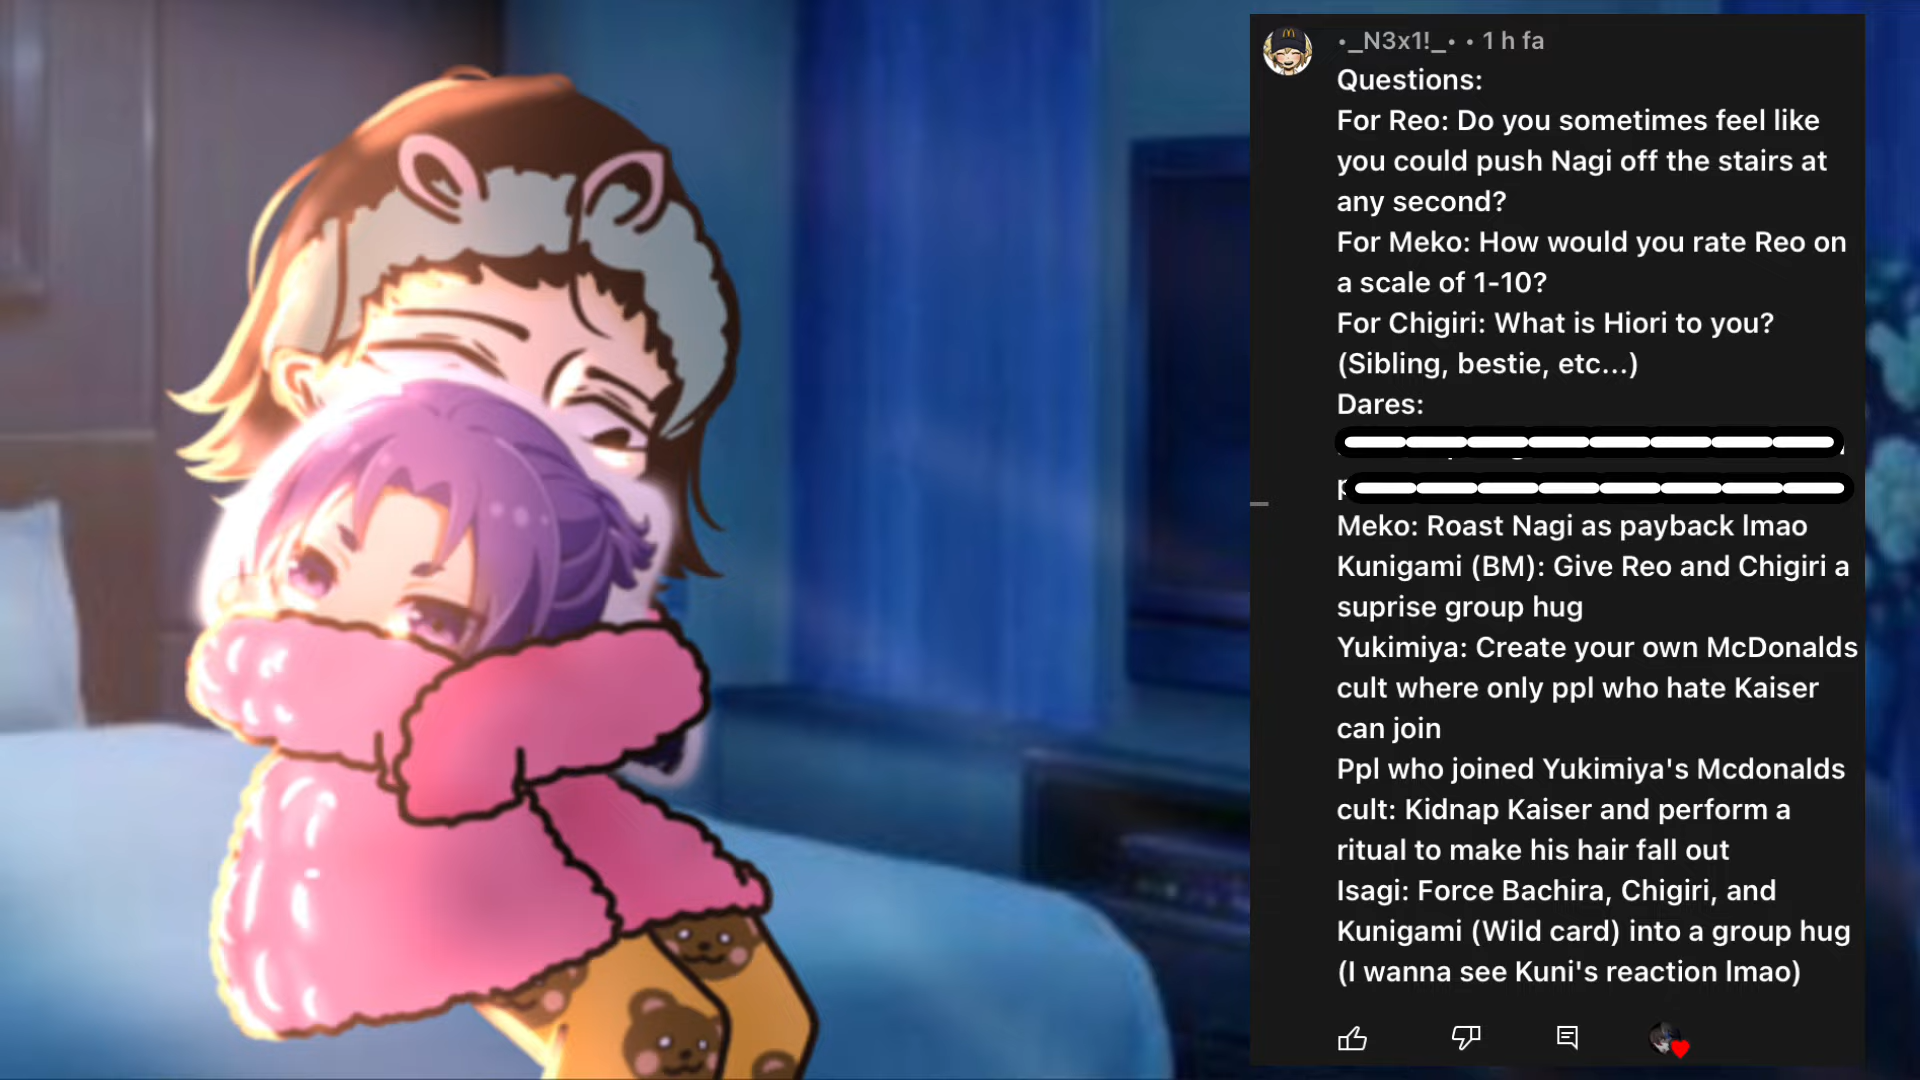 •_N3x1!_• • 1 h fa
Questions:
For Reo: Do you sometimes feel like
you could push Nagi off the stairs at
any second?
For Meko: How would you rate Reo on
a scale of 1-10?
For Chigiri: What is Hiori to you?
(Sibling, bestie, etc...)
Dares:
Meko: Roast Nagi as payback lmao
Kunigami (BM): Give Reo and Chigiri a
suprise group hug
Yukimiya: Create your own McDonalds
cult where only ppl who hate Kaiser
can join
Ppl who joined Yukimiya's Mcdonalds
cult: Kidnap Kaiser and perform a
ritual to make his hair fall out
Isagi: Force Bachira, Chigiri, and
Kunigami (Wild card) into a group hug
(I wanna see Kuni's reaction lmao)